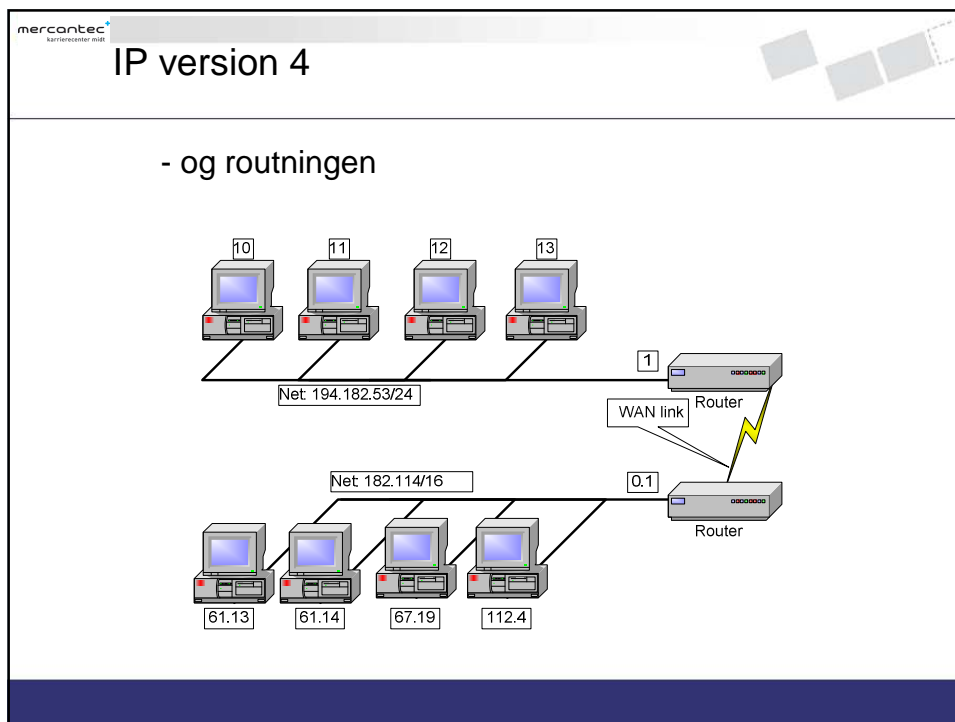 mercantec+
karrierecenter midt
IP version 4
- og routningen
10 11 12 13
1
Net: 194.182.53/24
Router
WAN link
Net: 182.114/16
0.1
Router
61.13 61.14 67.19 112.4